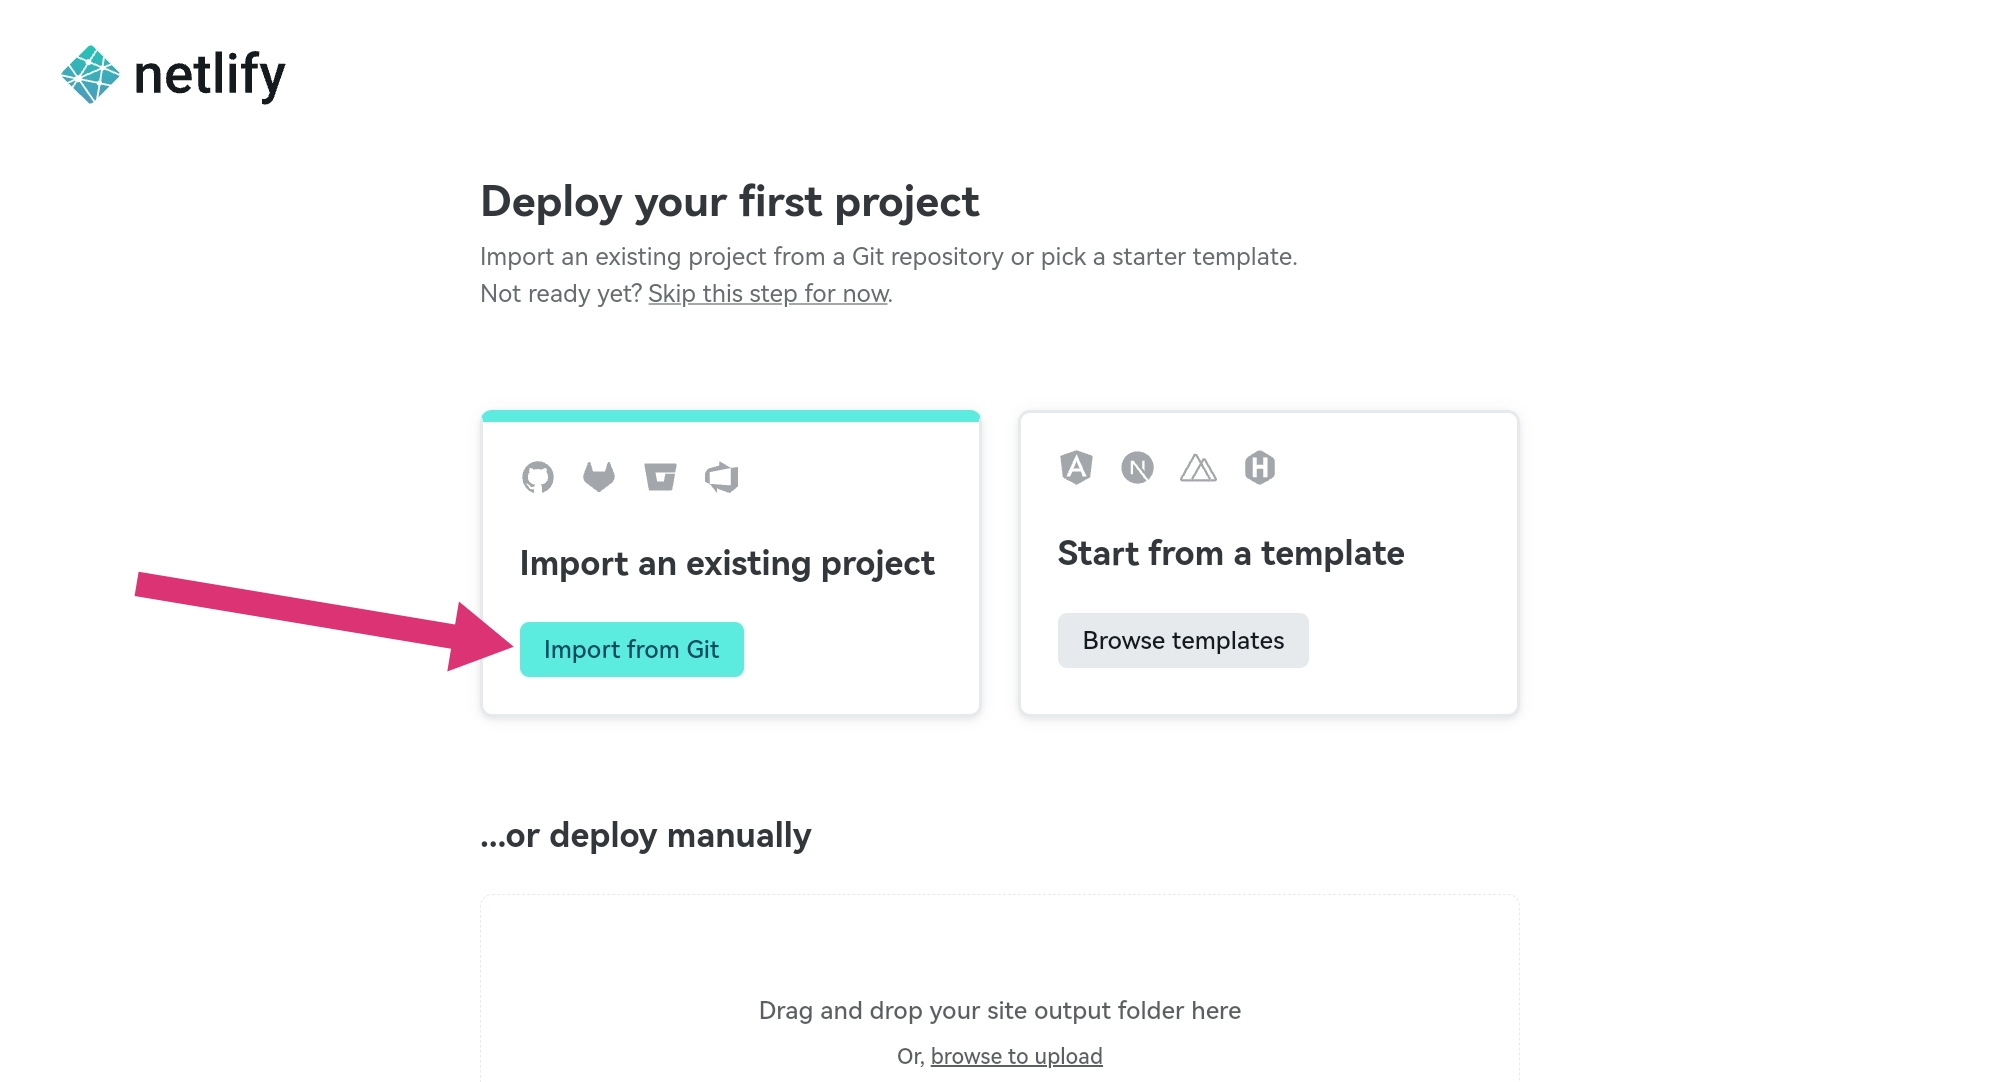 netlify
Deploy your first project
Import an existing project from a Git repository or pick a starter template.
Not ready yet? Skip this step for now.
Import an existing project
Import from Git
Start from a template
Browse templates
...or deploy manually
Drag and drop your site output folder here
Or, browse to upload